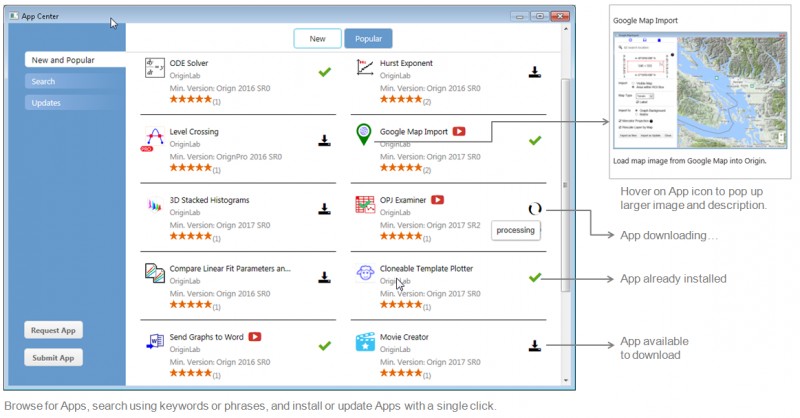 App Center
New and Popular
Search
Updates
Request App
Submit App
New
Popular
ODE Solver
OriginLab
Min. Version: Orign 2016 SR0
(1)
Hurst Exponent
OriginLab
Min. Version: Orign 2016 SR0
(2)
Level Crossing
OriginLab
Min. Version: OrignPro 2016 SR0
(1)
PRO
Google Map Import
OriginLab
Min. Version: Orign 2017 SR0
(2)
3D Stacked Histograms
OriginLab
Min. Version: Orign 2017 SR0
(1)
OPJ Examiner
OriginLab
Min. Version: Orign 2017 SR2
(1)
processing
Compare Linear Fit Parameters an...
OriginLab
Min. Version: Orign 2016 SR0
(1)
Cloneable Template Plotter
OriginLab
Min. Version: Orign 2017 SR0
(1)
Send Graphs to Word
OriginLab
Min. Version: Orign 2016 SR0
(1)
Movie Creator
OriginLab
Min. Version: Orign 2017 SR0
(1)
Google Map Import
Load map image from Google Map into Origin.
Hover on App icon to pop up
larger image and description.
App downloading…
App already installed
App available
to download
Browse for Apps, search using keywords or phrases, and install or update Apps with a single click.